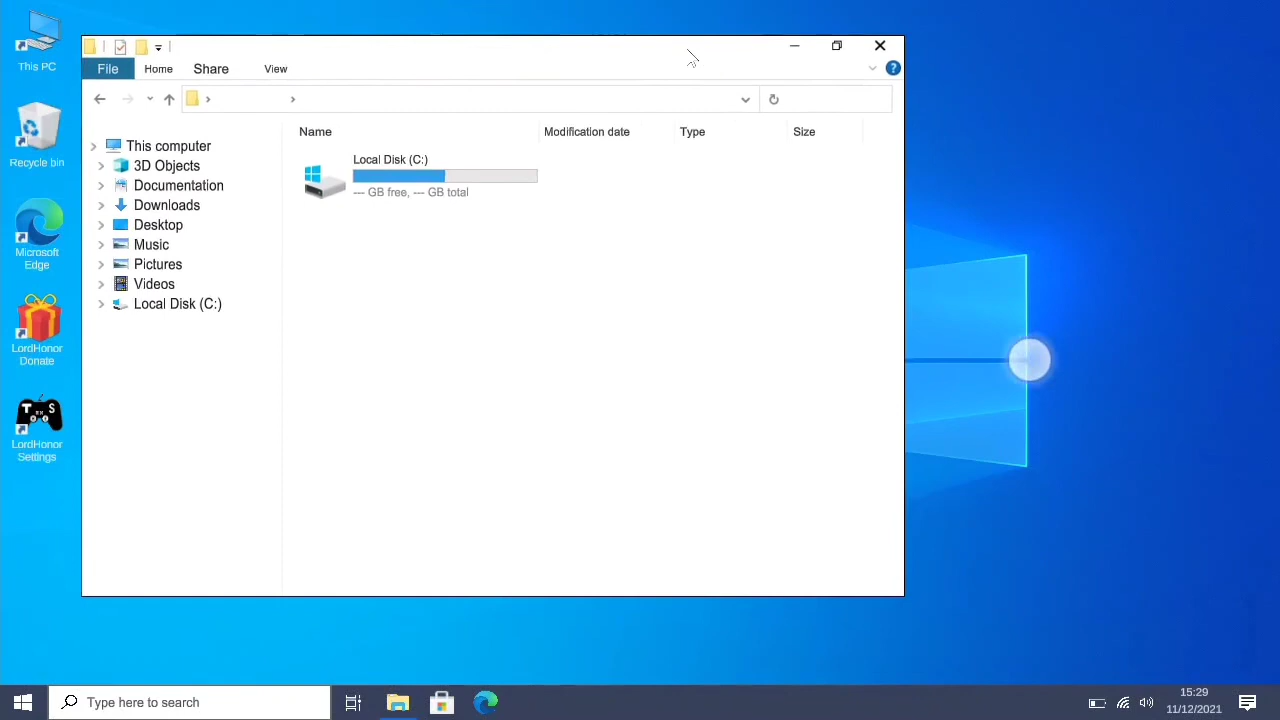 This PC
Recycle bin
Microsoft
Edge
LordHonor
Donate
T S
LordHonor
Settings
File
Home
Share
View
Name
Modification date
Type
Size
This computer
3D Objects
Documentation
Downloads
Desktop
Music
Pictures
Videos
Local Disk (C:)
Local Disk (C:)
--- GB free, --- GB total
Type here to search
15:29
11/12/2021